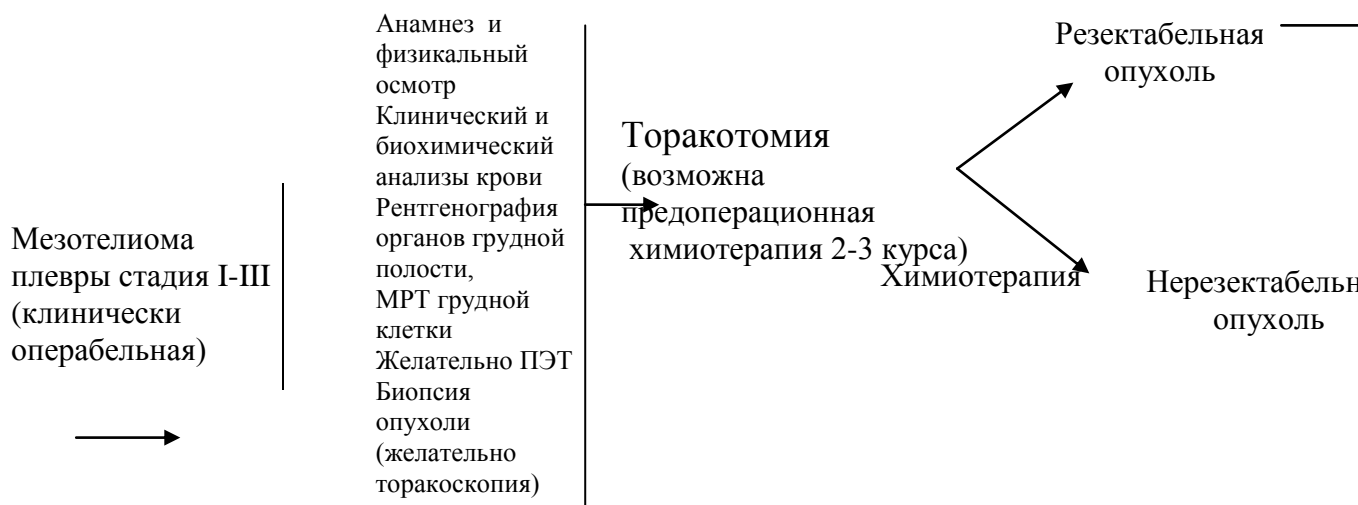 Мезотелиома
плевры стадия I-III
(клинически
операбельная)
Анамнез и
физикальный
осмотр
Клинический и
биохимический
анализы крови
Рентгенография
органов грудной
полости,
МРТ грудной
клетки
Желательно ПЭТ
Биопсия
опухоли
(желательно
торакоскопия)
Торакотомия
(возможна
предоперационная
химиотерапия 2-3 курса)
Химиотерапия
Резектабельная
опухоль
Нерезектабельн
опухоль